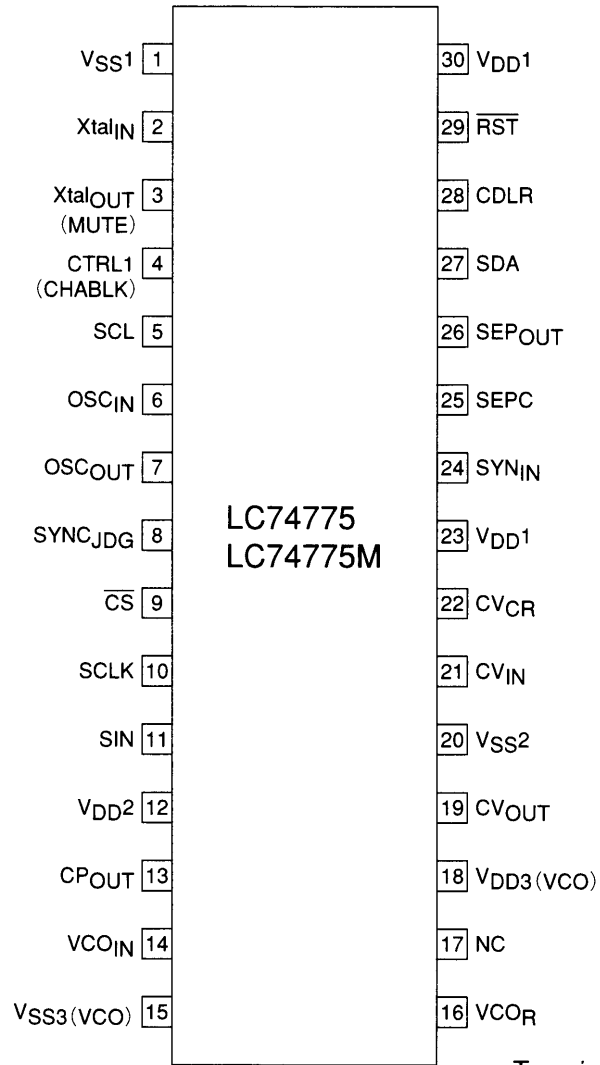 VSS1 1
XtalIN 2
XtalOUT 3
(MUTE)
CTRL1 4
(CHABLK)
SCL 5
OSCIN 6
OSCOUT 7
SYNCJDG 8
CS 9
SCLK 10
SIN 11
VDD2 12
CPOUT 13
VCOIN 14
VSS3(VCO) 15
LC74775
LC74775M
30 VDD1
29 RST
28 CDLR
27 SDA
26 SEPOUT
25 SEPC
24 SYNIN
23 VDD1
22 CVCR
21 CVIN
20 VSS2
19 CVOUT
18 VDD3(VCO)
17 NC
16 VCOR